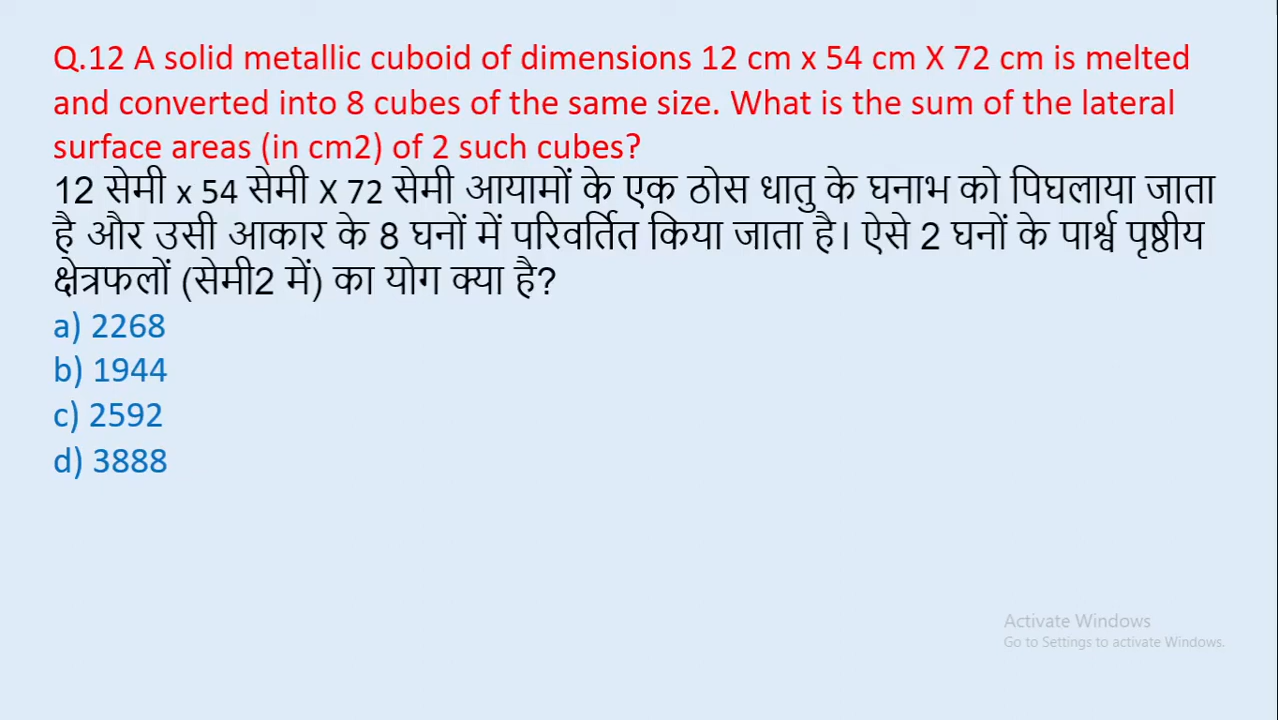 Q.12 A solid metallic cuboid of dimensions 12 cm x 54 cm X 72 cm is melted
and converted into 8 cubes of the same size. What is the sum of the lateral
surface areas (in cm2) of 2 such cubes?
12 सेमी x 54 सेमी X 72 सेमी आयामों के एक ठोस धातु के घनाभ को पिघलाया जाता
है और उसी आकार के 8 घनों में परिवर्तित किया जाता है। ऐसे 2 घनों के पार्श्व पृष्ठीय
क्षेत्रफलों (सेमी2 में) का योग क्या है?
a) 2268
b) 1944
c) 2592
d) 3888
Activate Windows
Go to Settings to activate Windows.